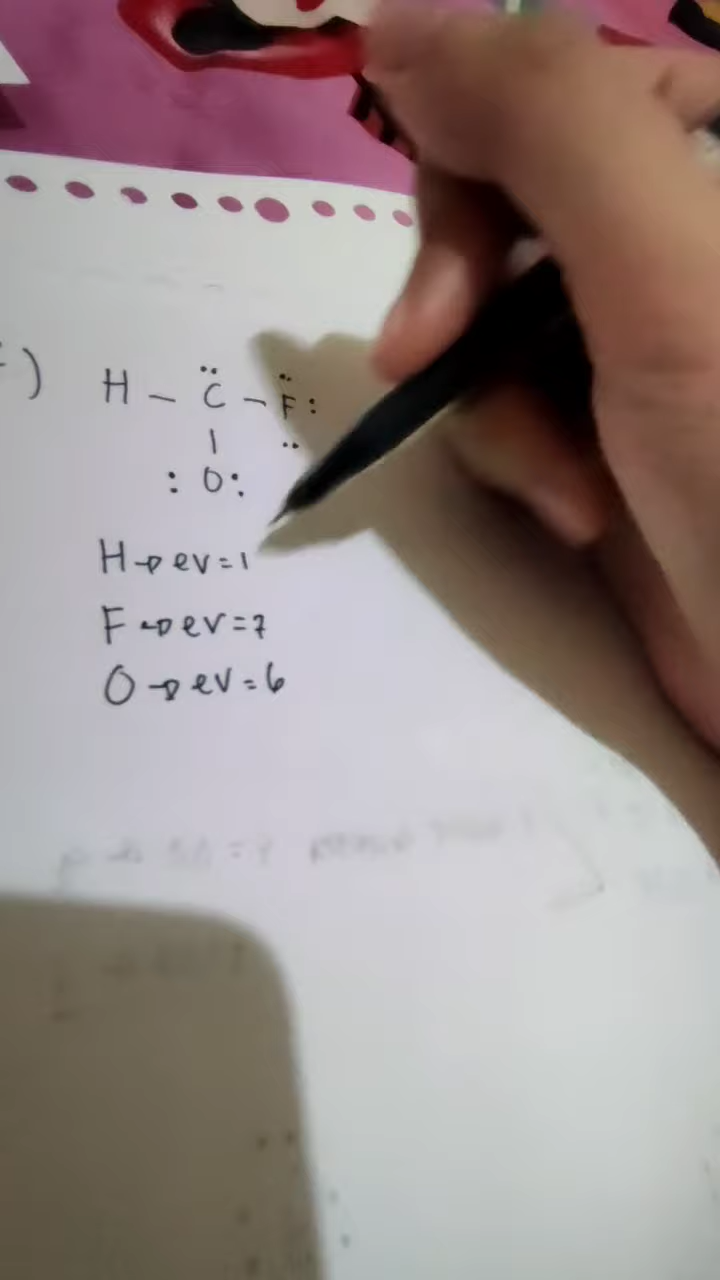 ) H – C̈ – F̈:
|
: O :
H → ev = 1
F → ev = 7
O → ev = 6